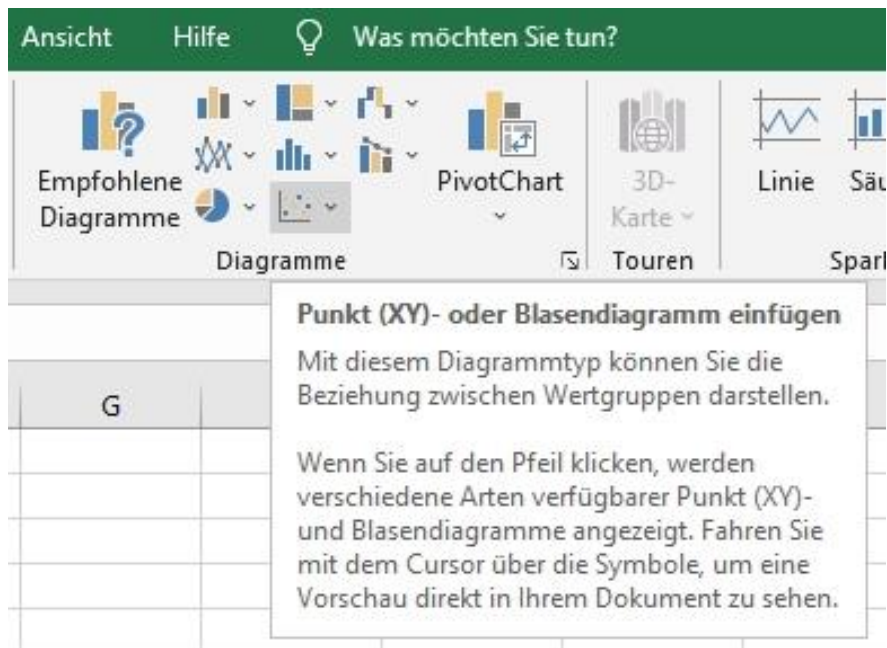 Ansicht Hilfe Was möchten Sie tun?
Empfohlene
Diagramme
PivotChart
3D-
Karte
Linie
Diagramme
Touren
Punkt (XY)- oder Blasendiagramm einfügen
Mit diesem Diagrammtyp können Sie die
Beziehung zwischen Wertgruppen darstellen.
Wenn Sie auf den Pfeil klicken, werden
verschiedene Arten verfügbarer Punkt (XY)-
und Blasendiagramme angezeigt. Fahren Sie
mit dem Cursor über die Symbole, um eine
Vorschau direkt in Ihrem Dokument zu sehen.
G